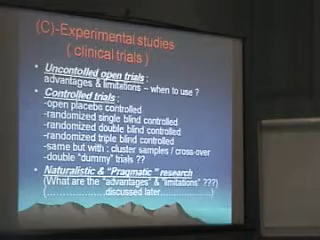 (C)-Experimental studies
( clinical trials )
• Uncontolled open trials :
advantages & limitations – when to use ?
• Controlled trials :
-open placebo controlled
-randomized single blind controlled
-randomized double blind controlled
-randomized triple blind controlled
-same but with : cluster samples / cross-over
-double "dummy" trials ??
• Naturalistic & "Pragmatic " research
(What are the "advantages" & "limitations" ???)
(………………..discussed later………………)